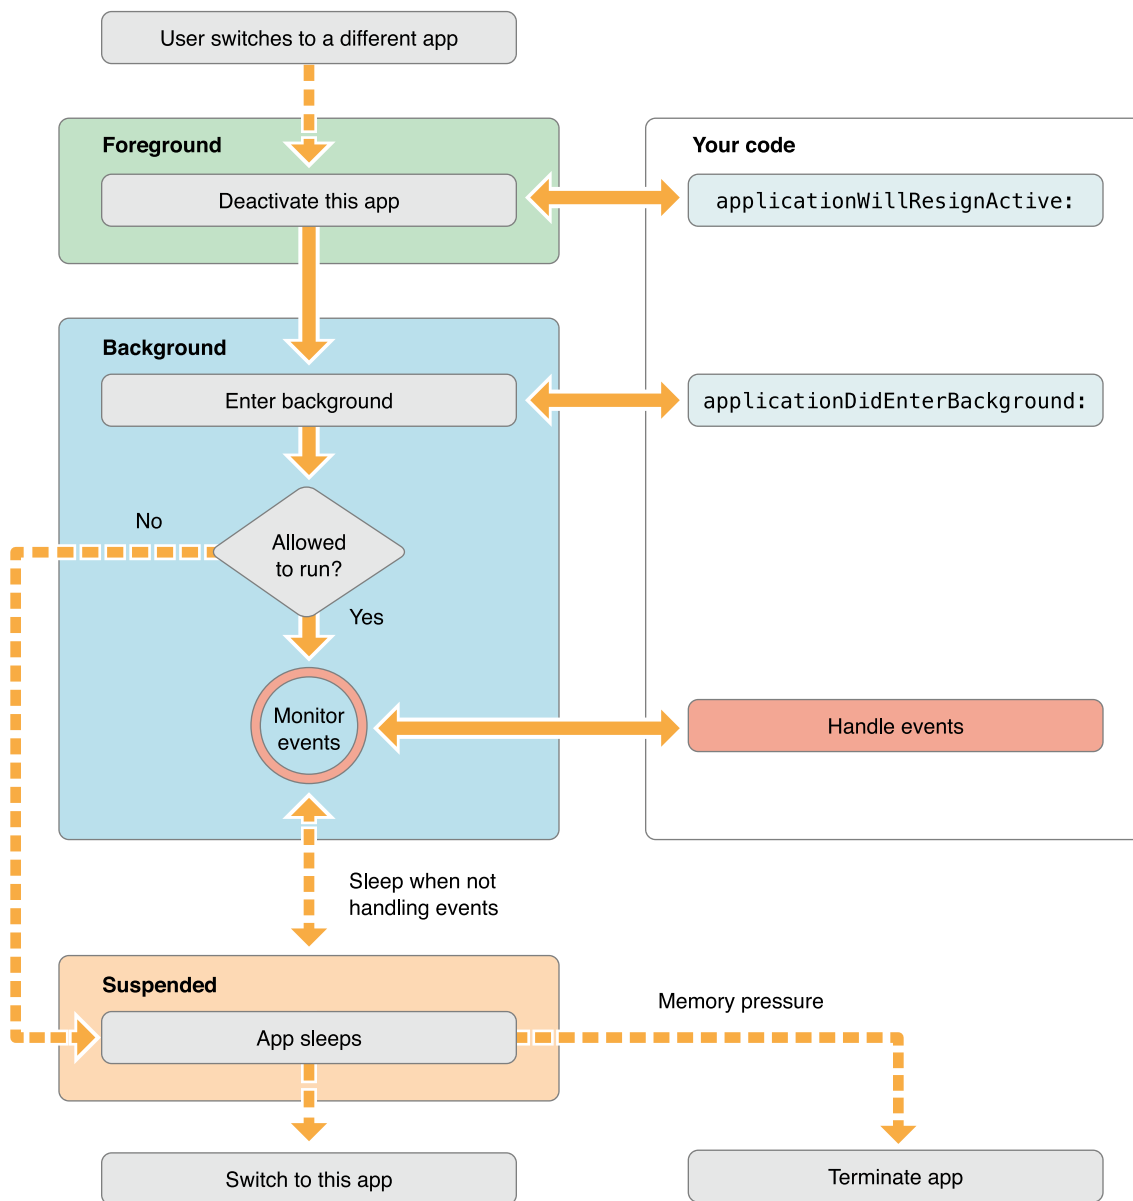 User switches to a different app
Foreground
Your code
Deactivate this app
applicationWillResignActive:
Background
Enter background
applicationDidEnterBackground:
No
Allowed
to run?
Yes
Monitor
events
Handle events
Sleep when not
handling events
Suspended
Memory pressure
App sleeps
Switch to this app
Terminate app